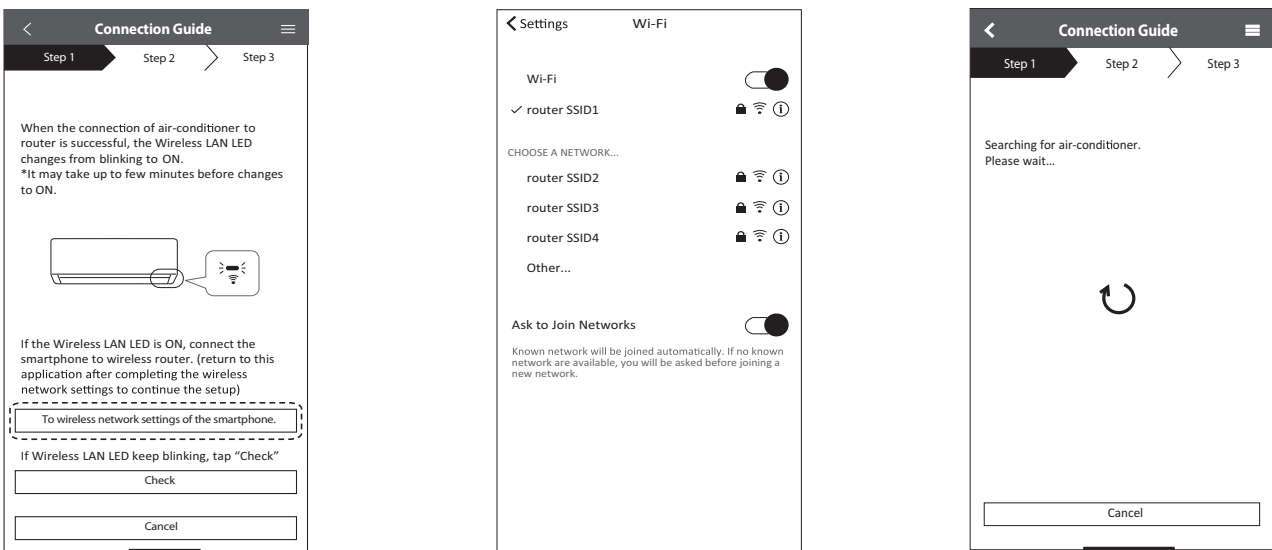 Connection Guide
Step 1
Step 2
Step 3
When the connection of air-conditioner to
router is successful, the Wireless LAN LED
changes from blinking to ON.
*It may take up to few minutes before changes
to ON.
If the Wireless LAN LED is ON, connect the
smartphone to wireless router. (return to this
application after completing the wireless
network settings to continue the setup)
To wireless network settings of the smartphone.
If Wireless LAN LED keep blinking, tap “Check”
Check
Cancel
Settings
Wi-Fi
Wi-Fi
router SSID1
CHOOSE A NETWORK...
router SSID2
router SSID3
router SSID4
Other...
Ask to Join Networks
Known network will be joined automatically. If no known
network are available, you will be asked before joining a
new network.
Connection Guide
Step 1
Step 2
Step 3
Searching for air-conditioner.
Please wait...
Cancel